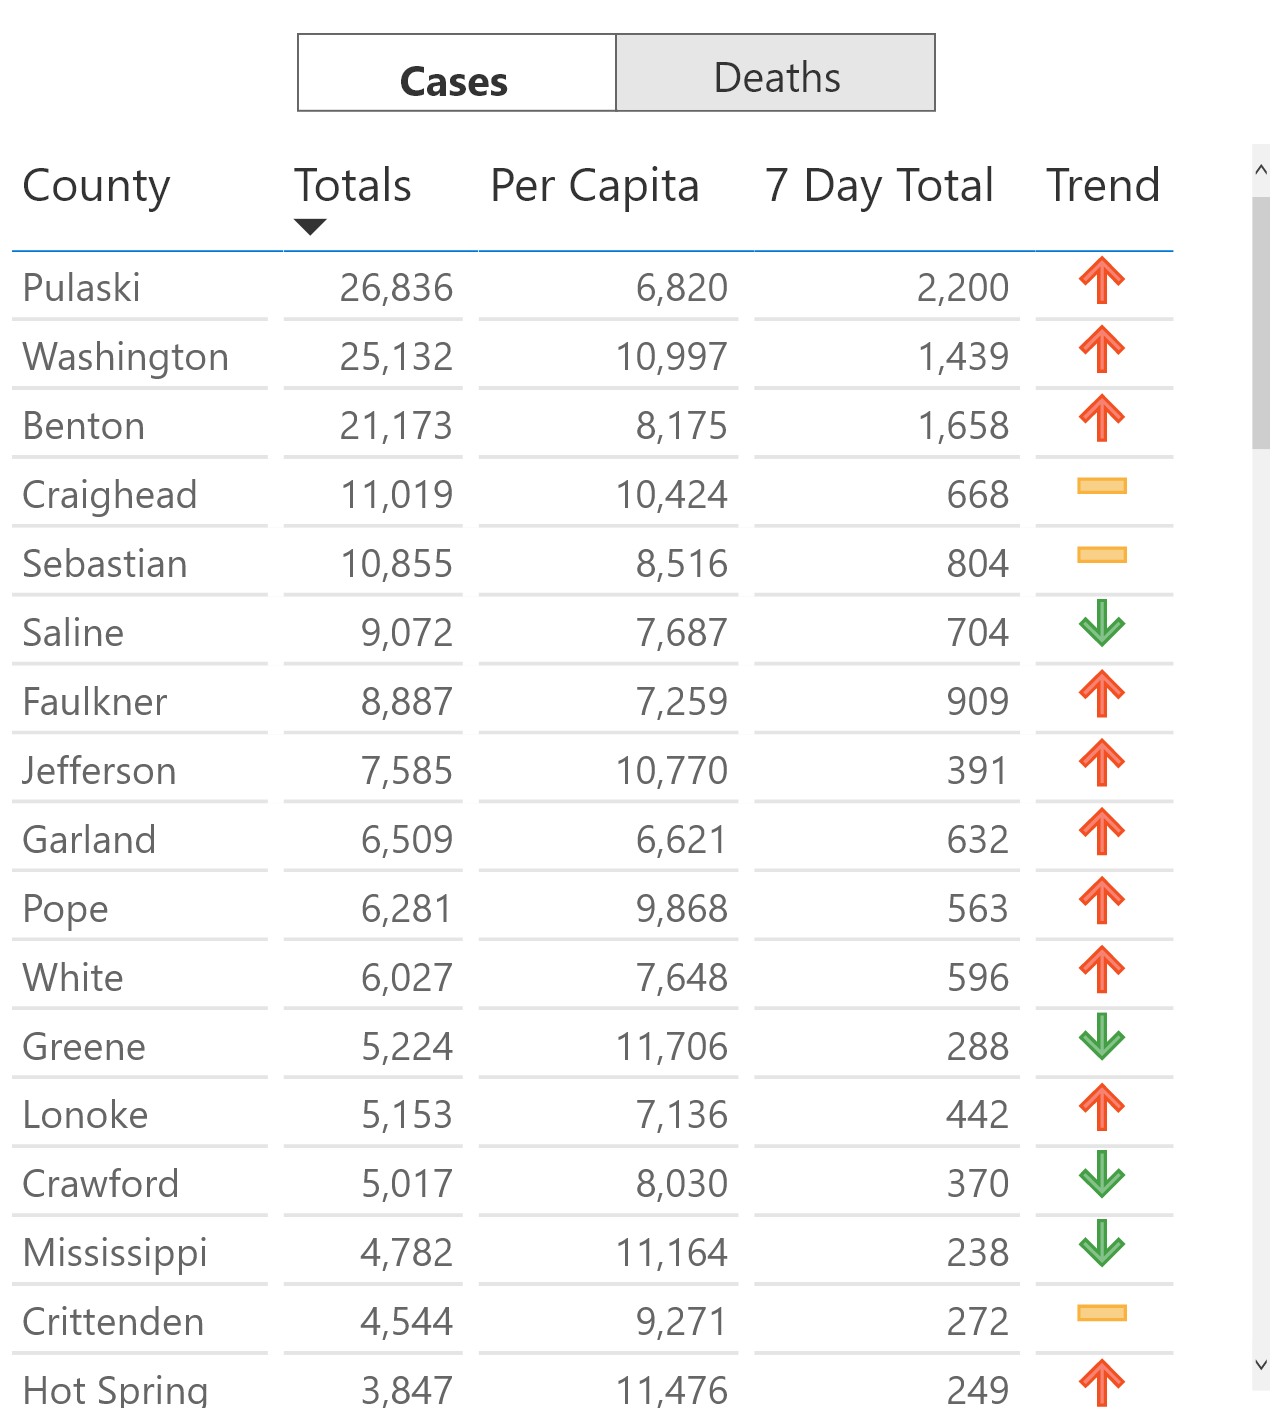 Cases Deaths
County Totals Per Capita 7 Day Total Trend
Pulaski 26,836 6,820 2,200
Washington 25,132 10,997 1,439
Benton 21,173 8,175 1,658
Craighead 11,019 10,424 668
Sebastian 10,855 8,516 804
Saline 9,072 7,687 704
Faulkner 8,887 7,259 909
Jefferson 7,585 10,770 391
Garland 6,509 6,621 632
Pope 6,281 9,868 563
White 6,027 7,648 596
Greene 5,224 11,706 288
Lonoke 5,153 7,136 442
Crawford 5,017 8,030 370
Mississippi 4,782 11,164 238
Crittenden 4,544 9,271 272
Hot Spring 3,847 11,476 249